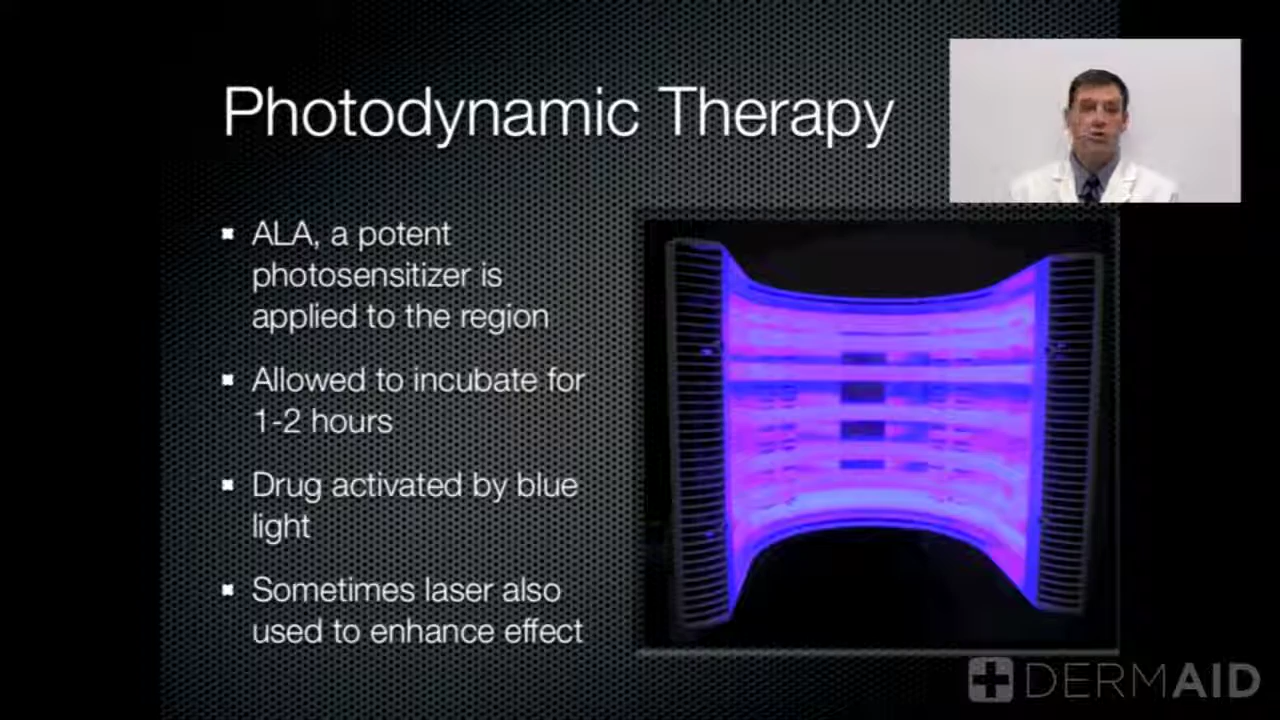 Photodynamic Therapy
ALA, a potent
photosensitizer is
applied to the region
Allowed to incubate for
1-2 hours
Drug activated by blue
light
Sometimes laser also
used to enhance effect
DERMAID